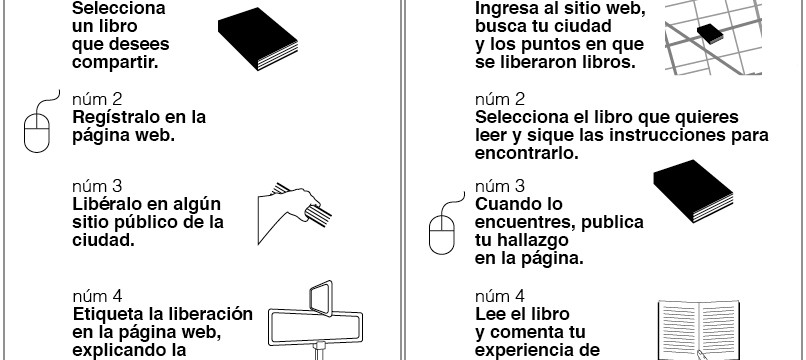 Selecciona
un libro
que desees
compartir.
núm 2
Regístralo en la
página web.
núm 3
Libéralo en algún
sitio público de la
ciudad.
núm 4
Etiqueta la liberación
en la página web,
explicando la
Ingresa al sitio web,
busca tu ciudad
y los puntos en que
se liberaron libros.
núm 2
Selecciona el libro que quieres
leer y sique las instrucciones para
encontrarlo.
núm 3
Cuando lo
encuentres, publica
tu hallazgo
en la página.
núm 4
Lee el libro
y comenta tu
experiencia de